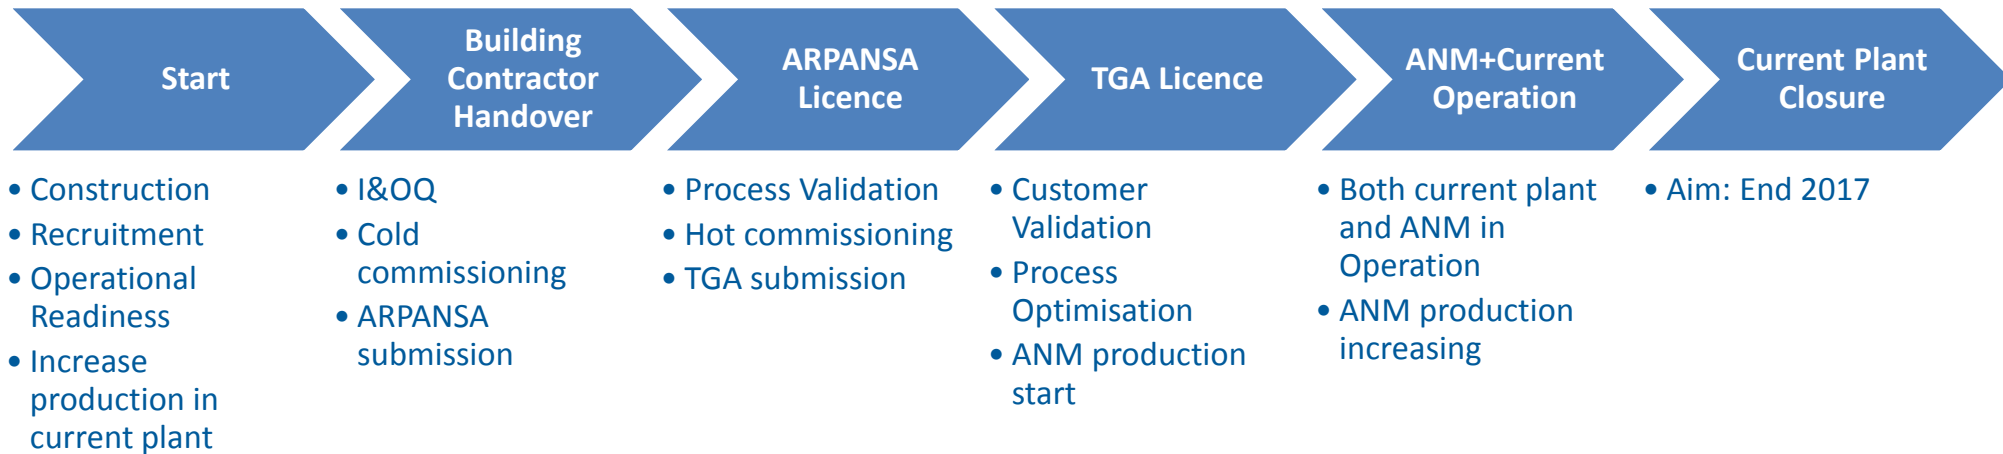 Start
Building
Contractor
Handover
ARPANSA
Licence
TGA Licence
ANM+Current
Operation
Current Plant
Closure
• Construction
• Recruitment
• Operational
Readiness
• Increase
production in
current plant
• I&OQ
• Cold
commissioning
• ARPANSA
submission
• Process Validation
• Hot commissioning
• TGA submission
• Customer
Validation
• Process
Optimisation
• ANM production
start
• Both current plant
and ANM in
Operation
• ANM production
increasing
• Aim: End 2017